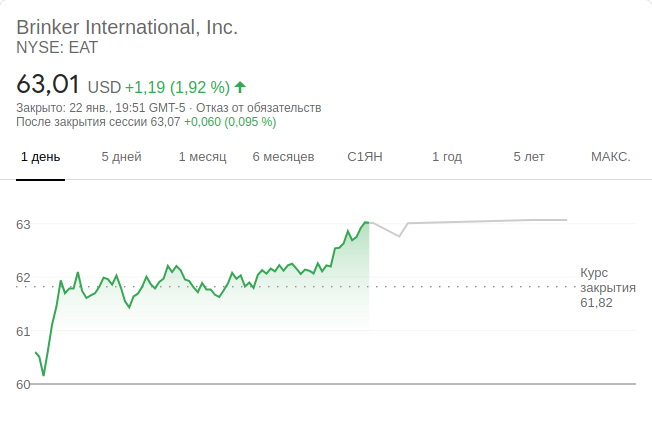 Brinker International, Inc.
NYSE: EAT
63,01 USD +1,19 (1,92 %)
Закрыто: 22 янв., 19:51 GMT-5 · Отказ от обязательств
После закрытия сессии 63,07 +0,060 (0,095 %)
1 день 5 дней 1 месяц 6 месяцев С1ЯН 1 год 5 лет МАКС.
63
62
61
60
Курс
закрытия
61,82